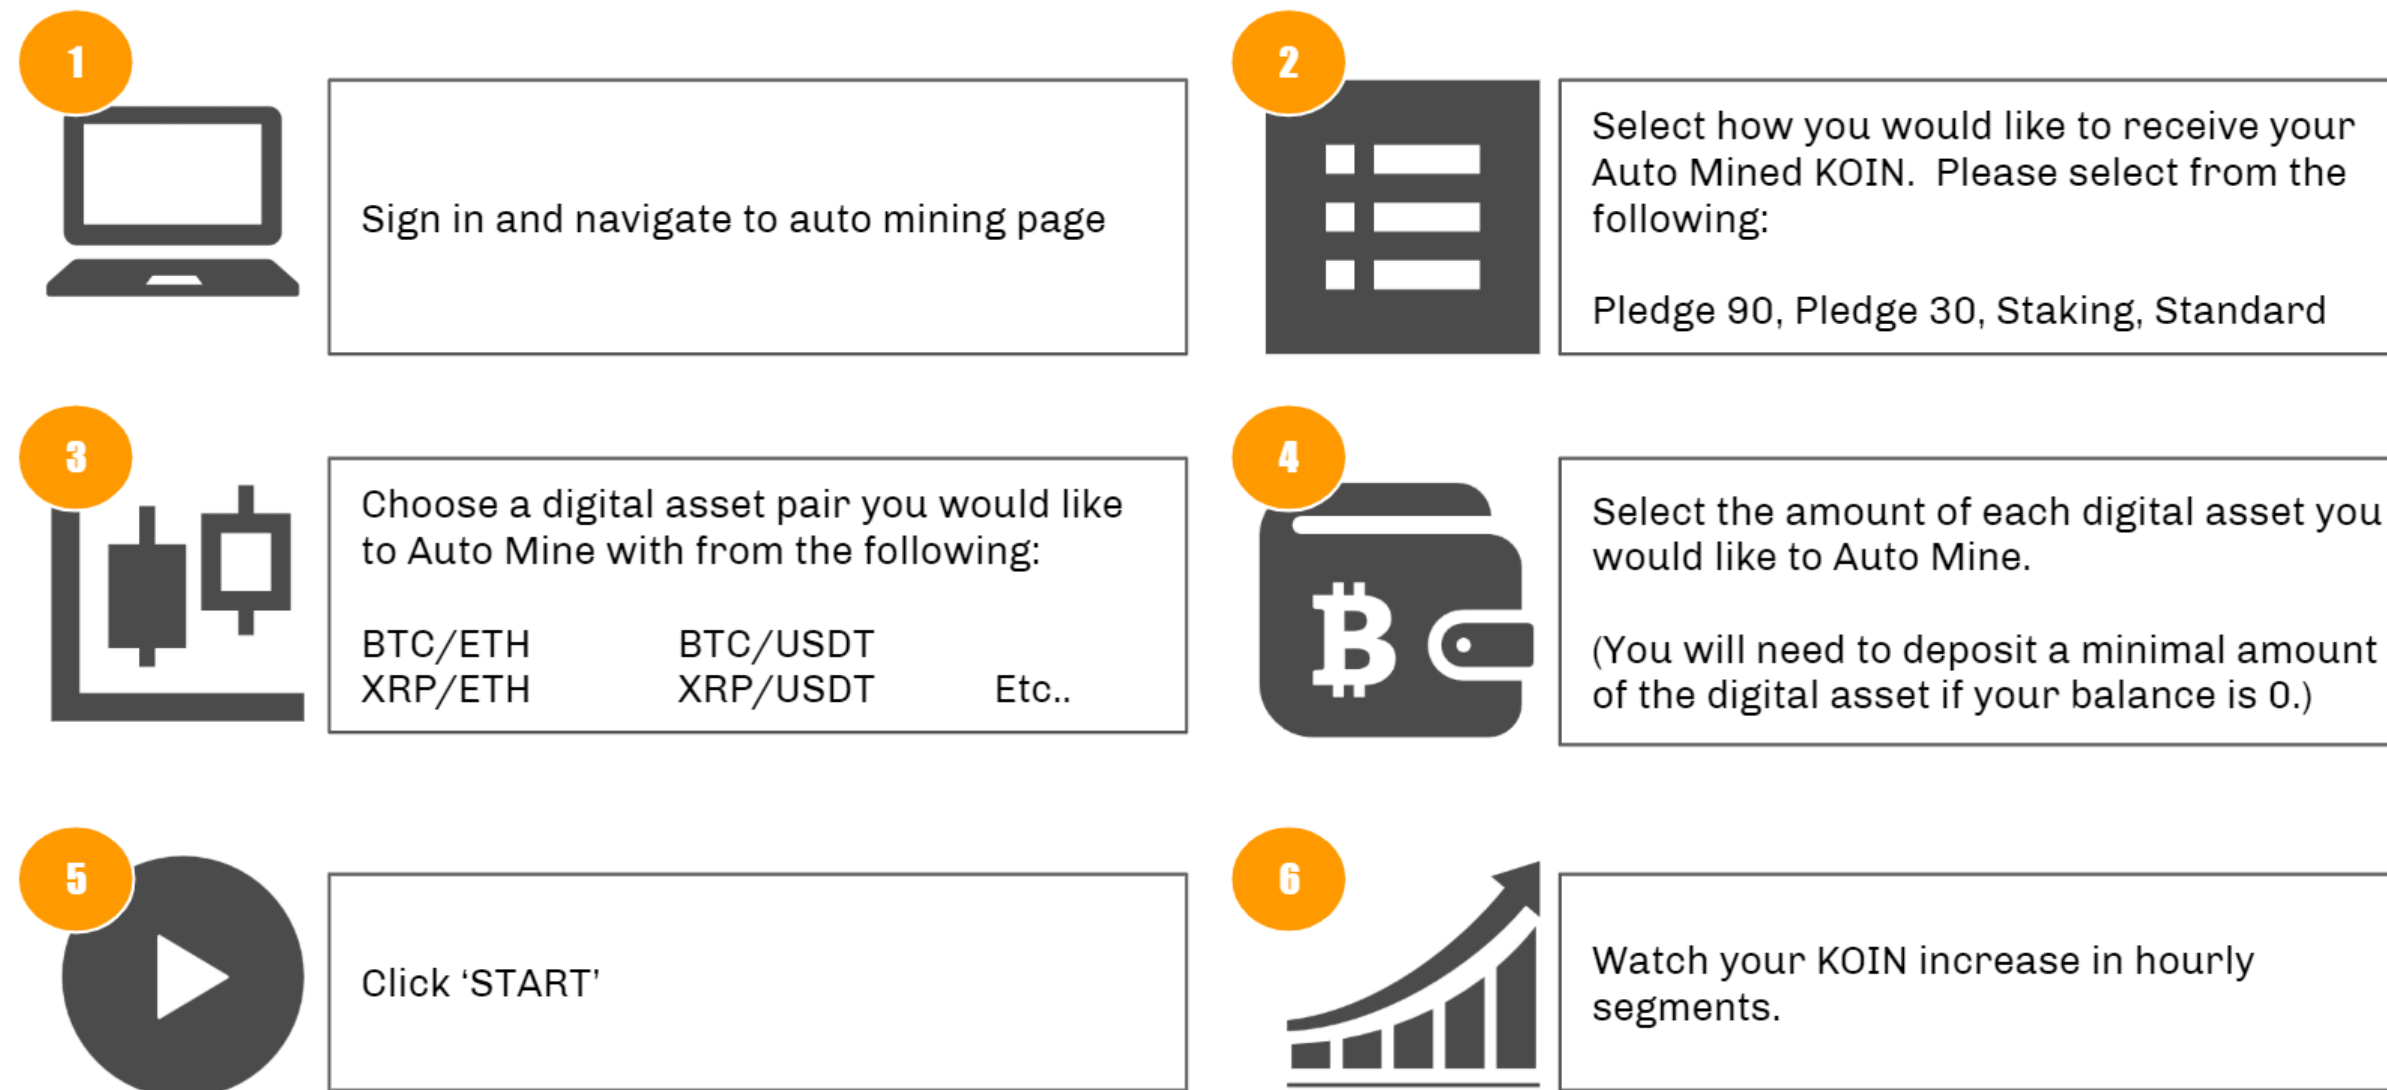 1
Sign in and navigate to auto mining page
2
Select how you would like to receive your
Auto Mined KOIN.  Please select from the
following:
Pledge 90, Pledge 30, Staking, Standard
3
Choose a digital asset pair you would like
to Auto Mine with from the following:
BTC/ETH BTC/USDT
XRP/ETH XRP/USDT Etc..
4
Select the amount of each digital asset you
would like to Auto Mine.
(You will need to deposit a minimal amount
of the digital asset if your balance is 0.)
5
Click ‘START’
6
Watch your KOIN increase in hourly
segments.